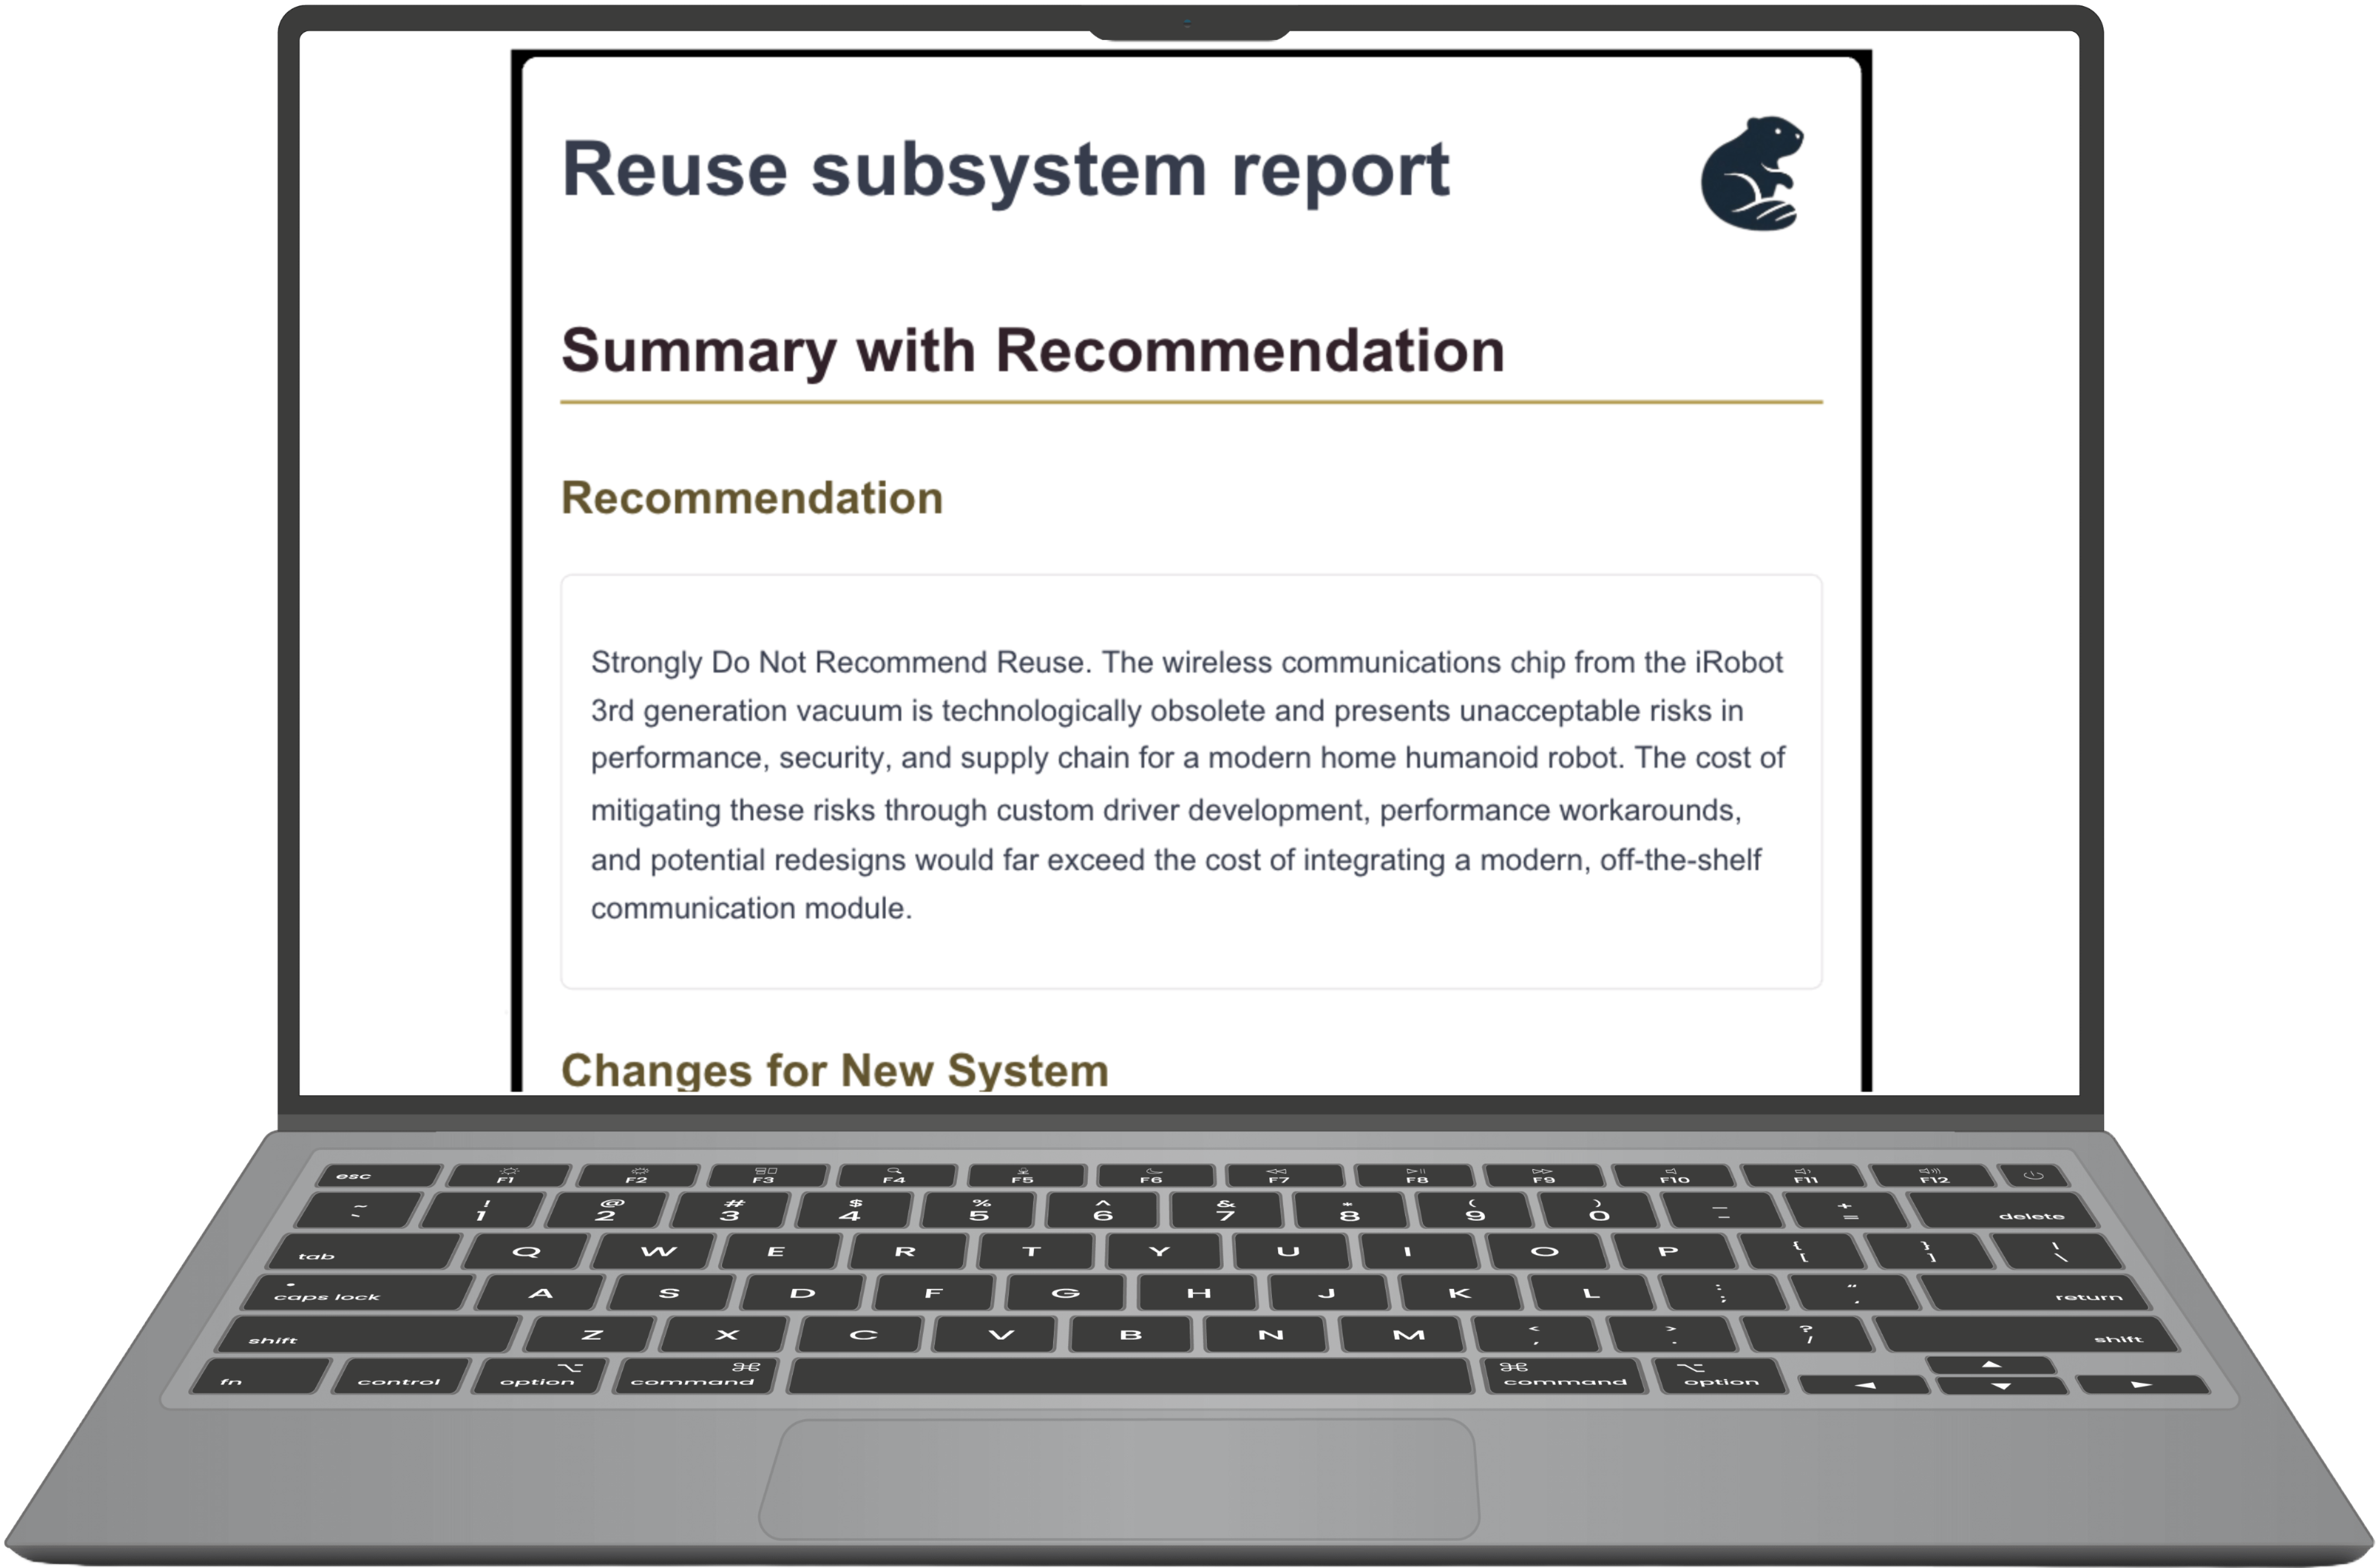 Reuse subsystem report
Summary with Recommendation
Recommendation
Strongly Do Not Recommend Reuse. The wireless communications chip from the iRobot
3rd generation vacuum is technologically obsolete and presents unacceptable risks in
performance, security, and supply chain for a modern home humanoid robot. The cost of
mitigating these risks through custom driver development, performance workarounds,
and potential redesigns would far exceed the cost of integrating a modern, off-the-shelf
communication module.
Changes for New System
esc F1 F2 F3 F4 F5 F6 F7 F8 F9 F10 F11 F12
~ ! @ # $ % ^ & * ( ) _ +
` 1 2 3 4 5 6 7 8 9 0 - = delete
tab Q W E R T Y U I O P { [ } ] | \
caps lock A S D F G H J K L : ; " ' return
shift Z X C V B N M < , > . ? / shift
fn control option ⌥ command ⌘ ⌘ command ⌥ option ◄ ▲ ▼ ►